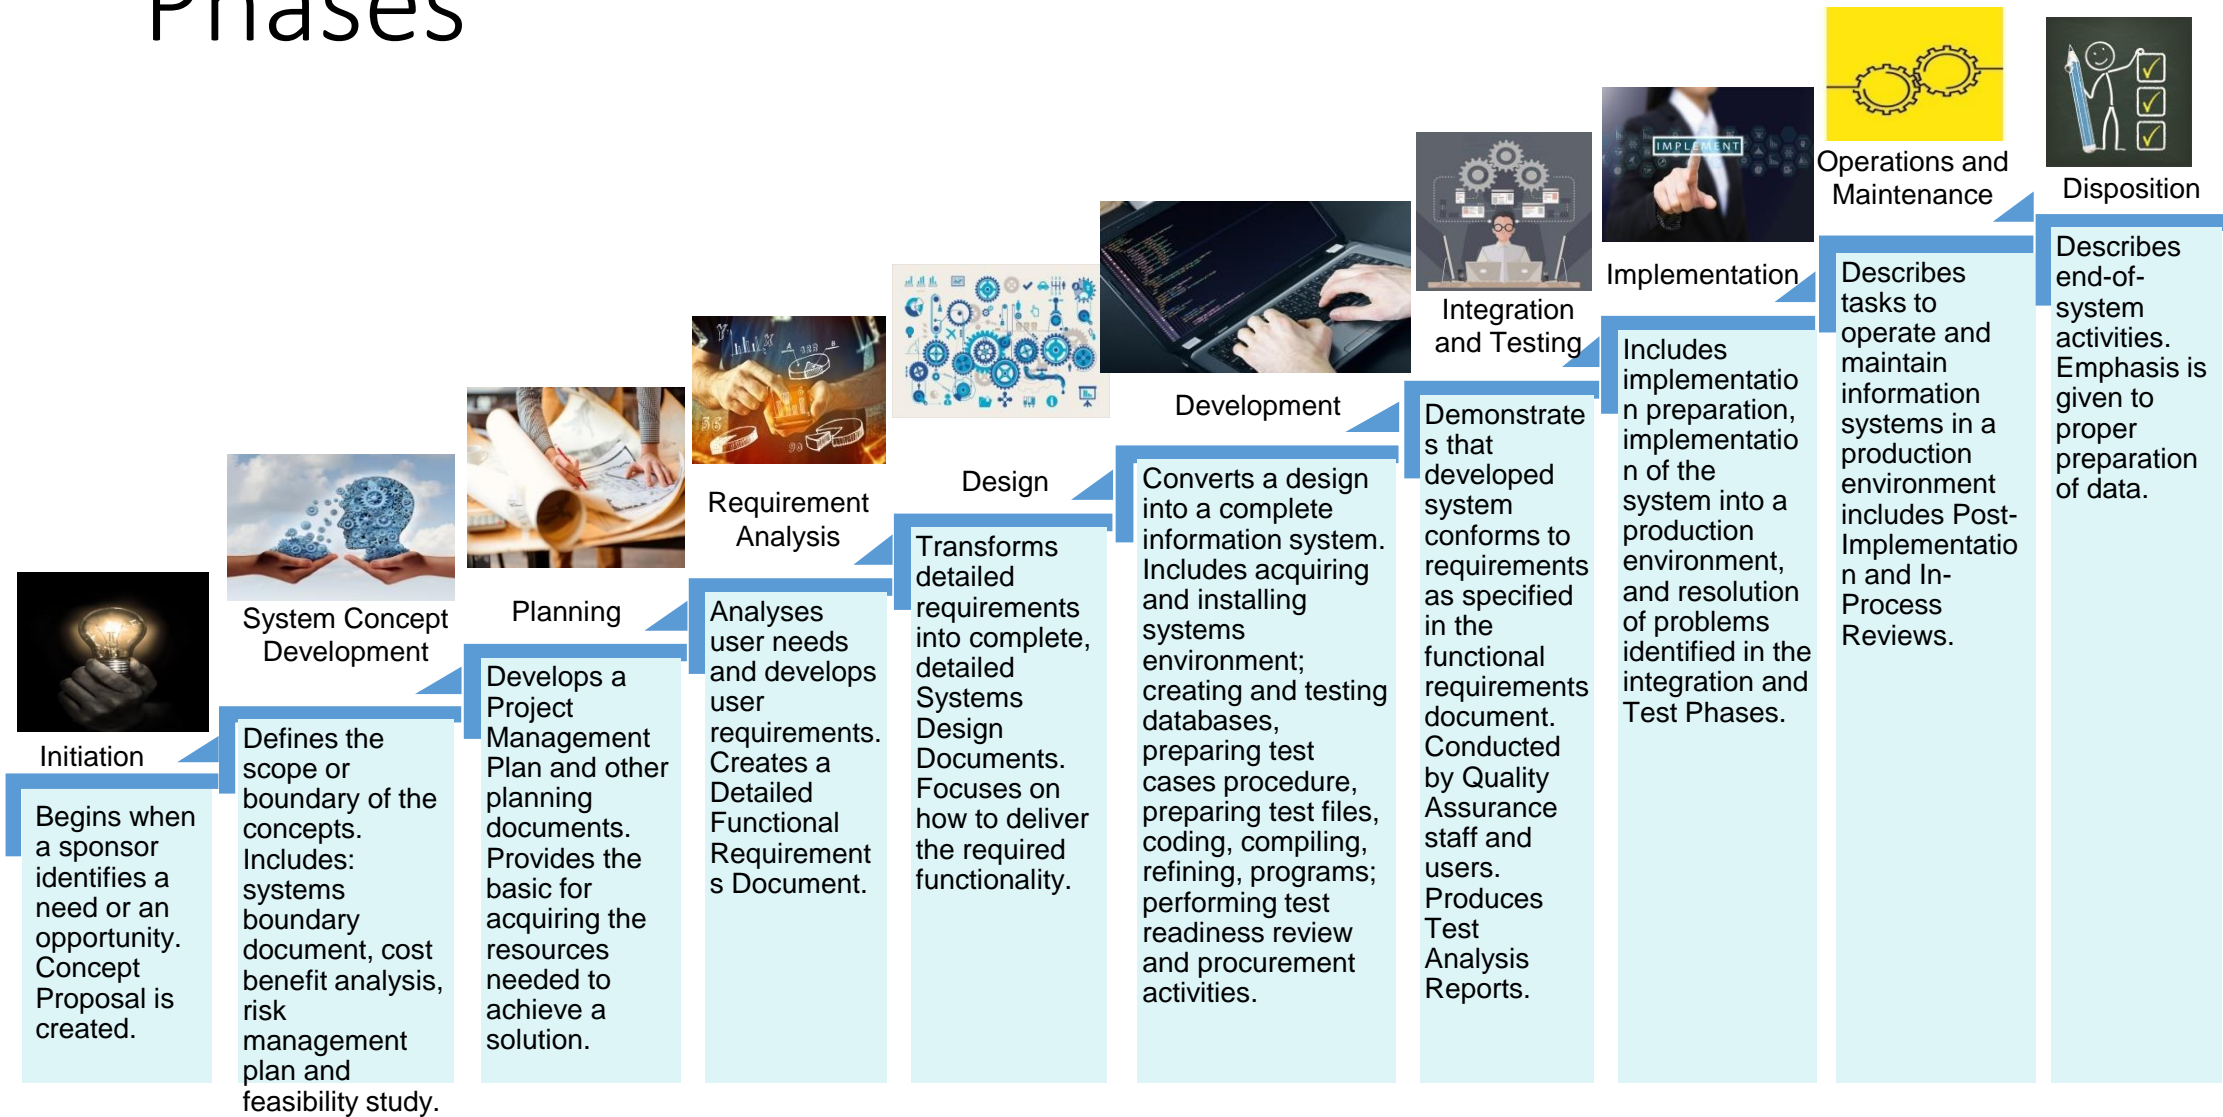 Phases
Initiation
Begins when
a sponsor
identifies a
need or an
opportunity.
Concept
Proposal is
created.
System Concept
Development
Defines the
scope or
boundary of the
concepts.
Includes:
systems
boundary
document, cost
benefit analysis,
risk
management
plan and
feasibility study.
Planning
Develops a
Project
Management
Plan and other
planning
documents.
Provides the
basic for
acquiring the
resources
needed to
achieve a
solution.
Requirement
Analysis
Analyses
user needs
and develops
user
requirements.
Creates a
Detailed
Functional
Requirement
s Document.
Design
Transforms
detailed
requirements
into complete,
detailed
Systems
Design
Documents.
Focuses on
how to deliver
the required
functionality.
Development
Converts a design
into a complete
information system.
Includes acquiring
and installing
systems
environment;
creating and testing
databases,
preparing test
cases procedure,
preparing test files,
coding, compiling,
refining, programs;
performing test
readiness review
and procurement
activities.
Integration
and Testing
Demonstrate
s that
developed
system
conforms to
requirements
as specified
in the
functional
requirements
document.
Conducted
by Quality
Assurance
staff and
users.
Produces
Test
Analysis
Reports.
IMPLEMENT
Implementation
Includes
implementatio
n preparation,
implementatio
n of the
system into a
production
environment,
and resolution
of problems
identified in the
integration and
Test Phases.
Operations and
Maintenance
Describes
tasks to
operate and
maintain
information
systems in a
production
environment
includes Post-
Implementatio
n and In-
Process
Reviews.
Disposition
Describes
end-of-
system
activities.
Emphasis is
given to
proper
preparation
of data.